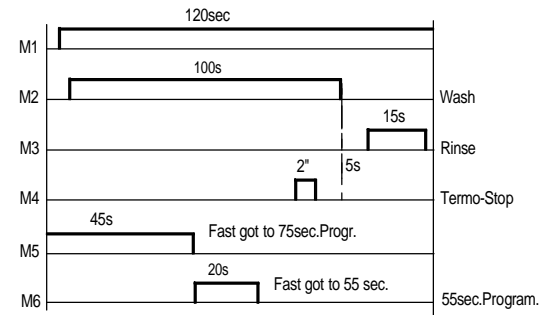 120sec
M1
100s
M2
Wash
15s
M3
Rinse
2"
5s
M4
Termo-Stop
45s
Fast got to 75sec.Progr.
M5
20s
Fast got to 55 sec.
M6
55sec.Program.